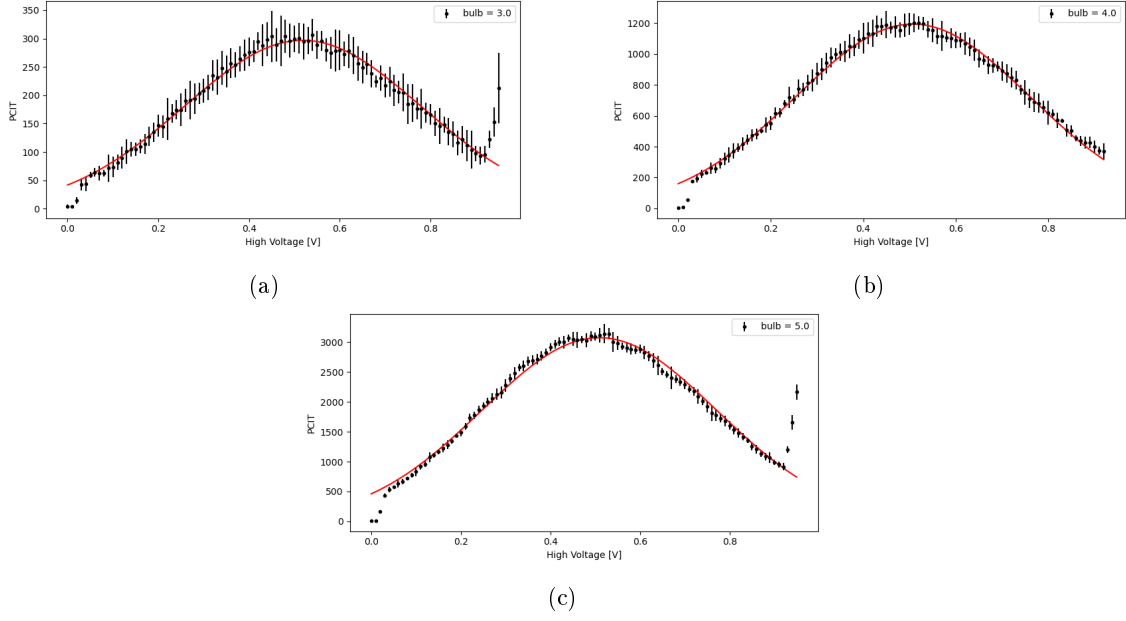 350
300
250
200
150
100
50
0
PCIT
bulb = 3.0
0.0 0.2 0.4 0.6 0.8
High Voltage [V]
(a)
1200
1000
800
600
400
200
0
PCIT
bulb = 4.0
0.0 0.2 0.4 0.6 0.8
High Voltage [V]
(b)
3000
2500
2000
1500
1000
500
0
PCIT
bulb = 5.0
0.0 0.2 0.4 0.6 0.8
High Voltage [V]
(c)